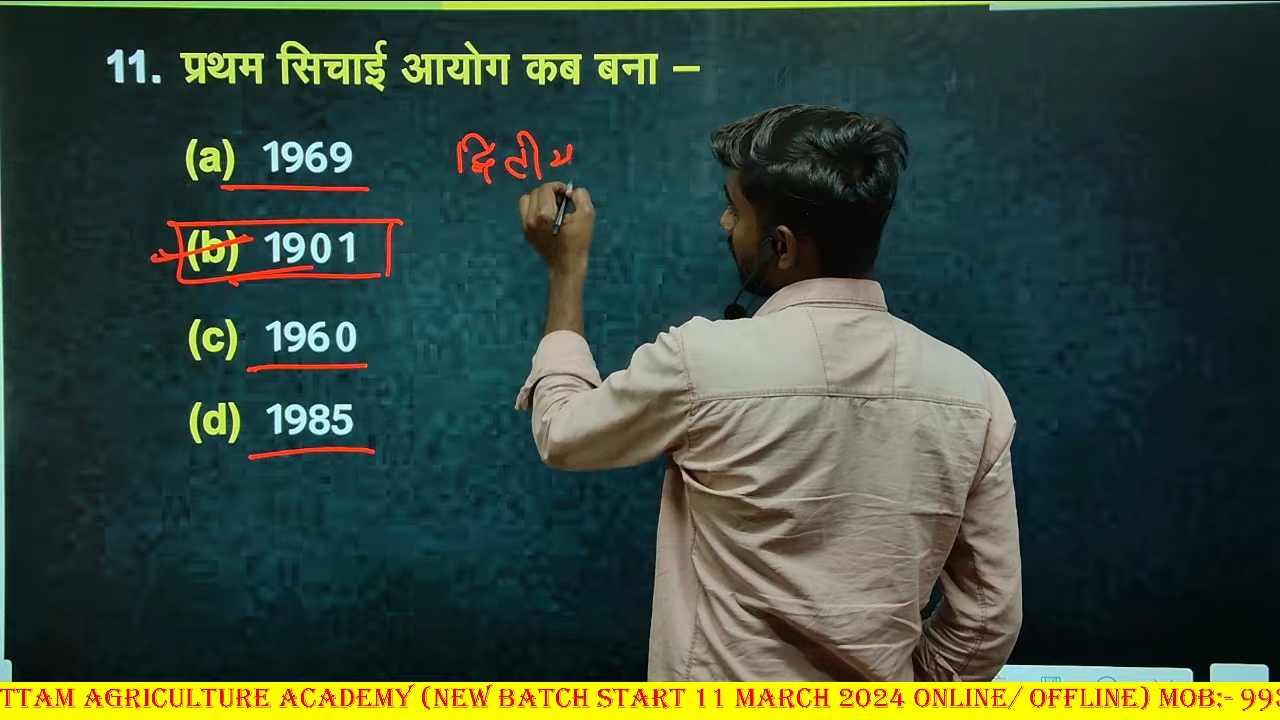 11. प्रथम सिचाई आयोग कब बना –
(a) 1969 द्वितीय
(b) 1901
(c) 1960
(d) 1985
TTAM AGRICULTURE ACADEMY (NEW BATCH START 11 MARCH 2024 ONLINE/ OFFLINE) MOB:- 993